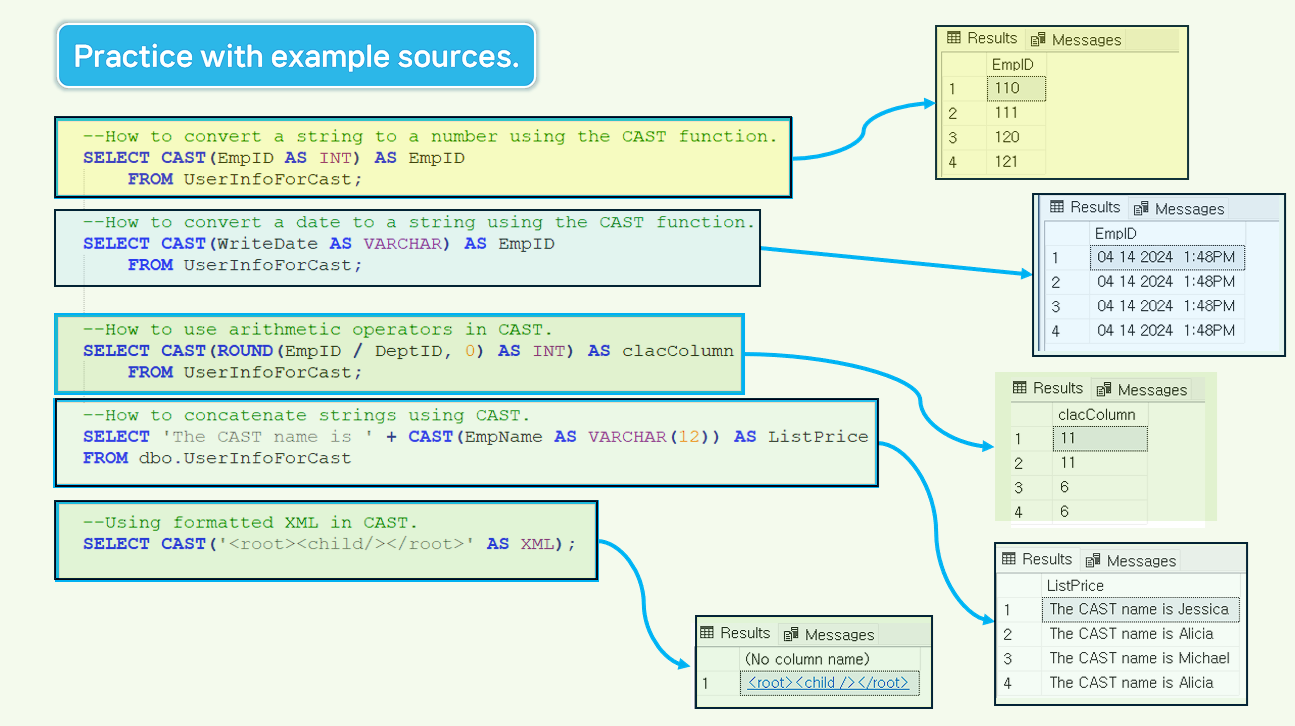 Practice with example sources.
--How to convert a string to a number using the CAST function.
SELECT CAST(EmpID AS INT) AS EmpID
FROM UserInfoForCast;
--How to convert a date to a string using the CAST function.
SELECT CAST(WriteDate AS VARCHAR) AS EmpID
FROM UserInfoForCast;
--How to use arithmetic operators in CAST.
SELECT CAST(ROUND(EmpID / DeptID, 0) AS INT) AS clacColumn
FROM UserInfoForCast;
--How to concatenate strings using CAST.
SELECT 'The CAST name is ' + CAST(EmpName AS VARCHAR(12)) AS ListPrice
FROM dbo.UserInfoForCast
--Using formatted XML in CAST.
SELECT CAST('<root><child/></root>' AS XML);
Results Messages
EmpID
1 110
2 111
3 120
4 121
Results Messages
EmpID
1 04 14 2024 1:48PM
2 04 14 2024 1:48PM
3 04 14 2024 1:48PM
4 04 14 2024 1:48PM
Results Messages
clacColumn
1 11
2 11
3 6
4 6
Results Messages
ListPrice
1 The CAST name is Jessica
2 The CAST name is Alicia
3 The CAST name is Michael
4 The CAST name is Alicia
Results Messages
(No column name)
1 <root><child /></root>